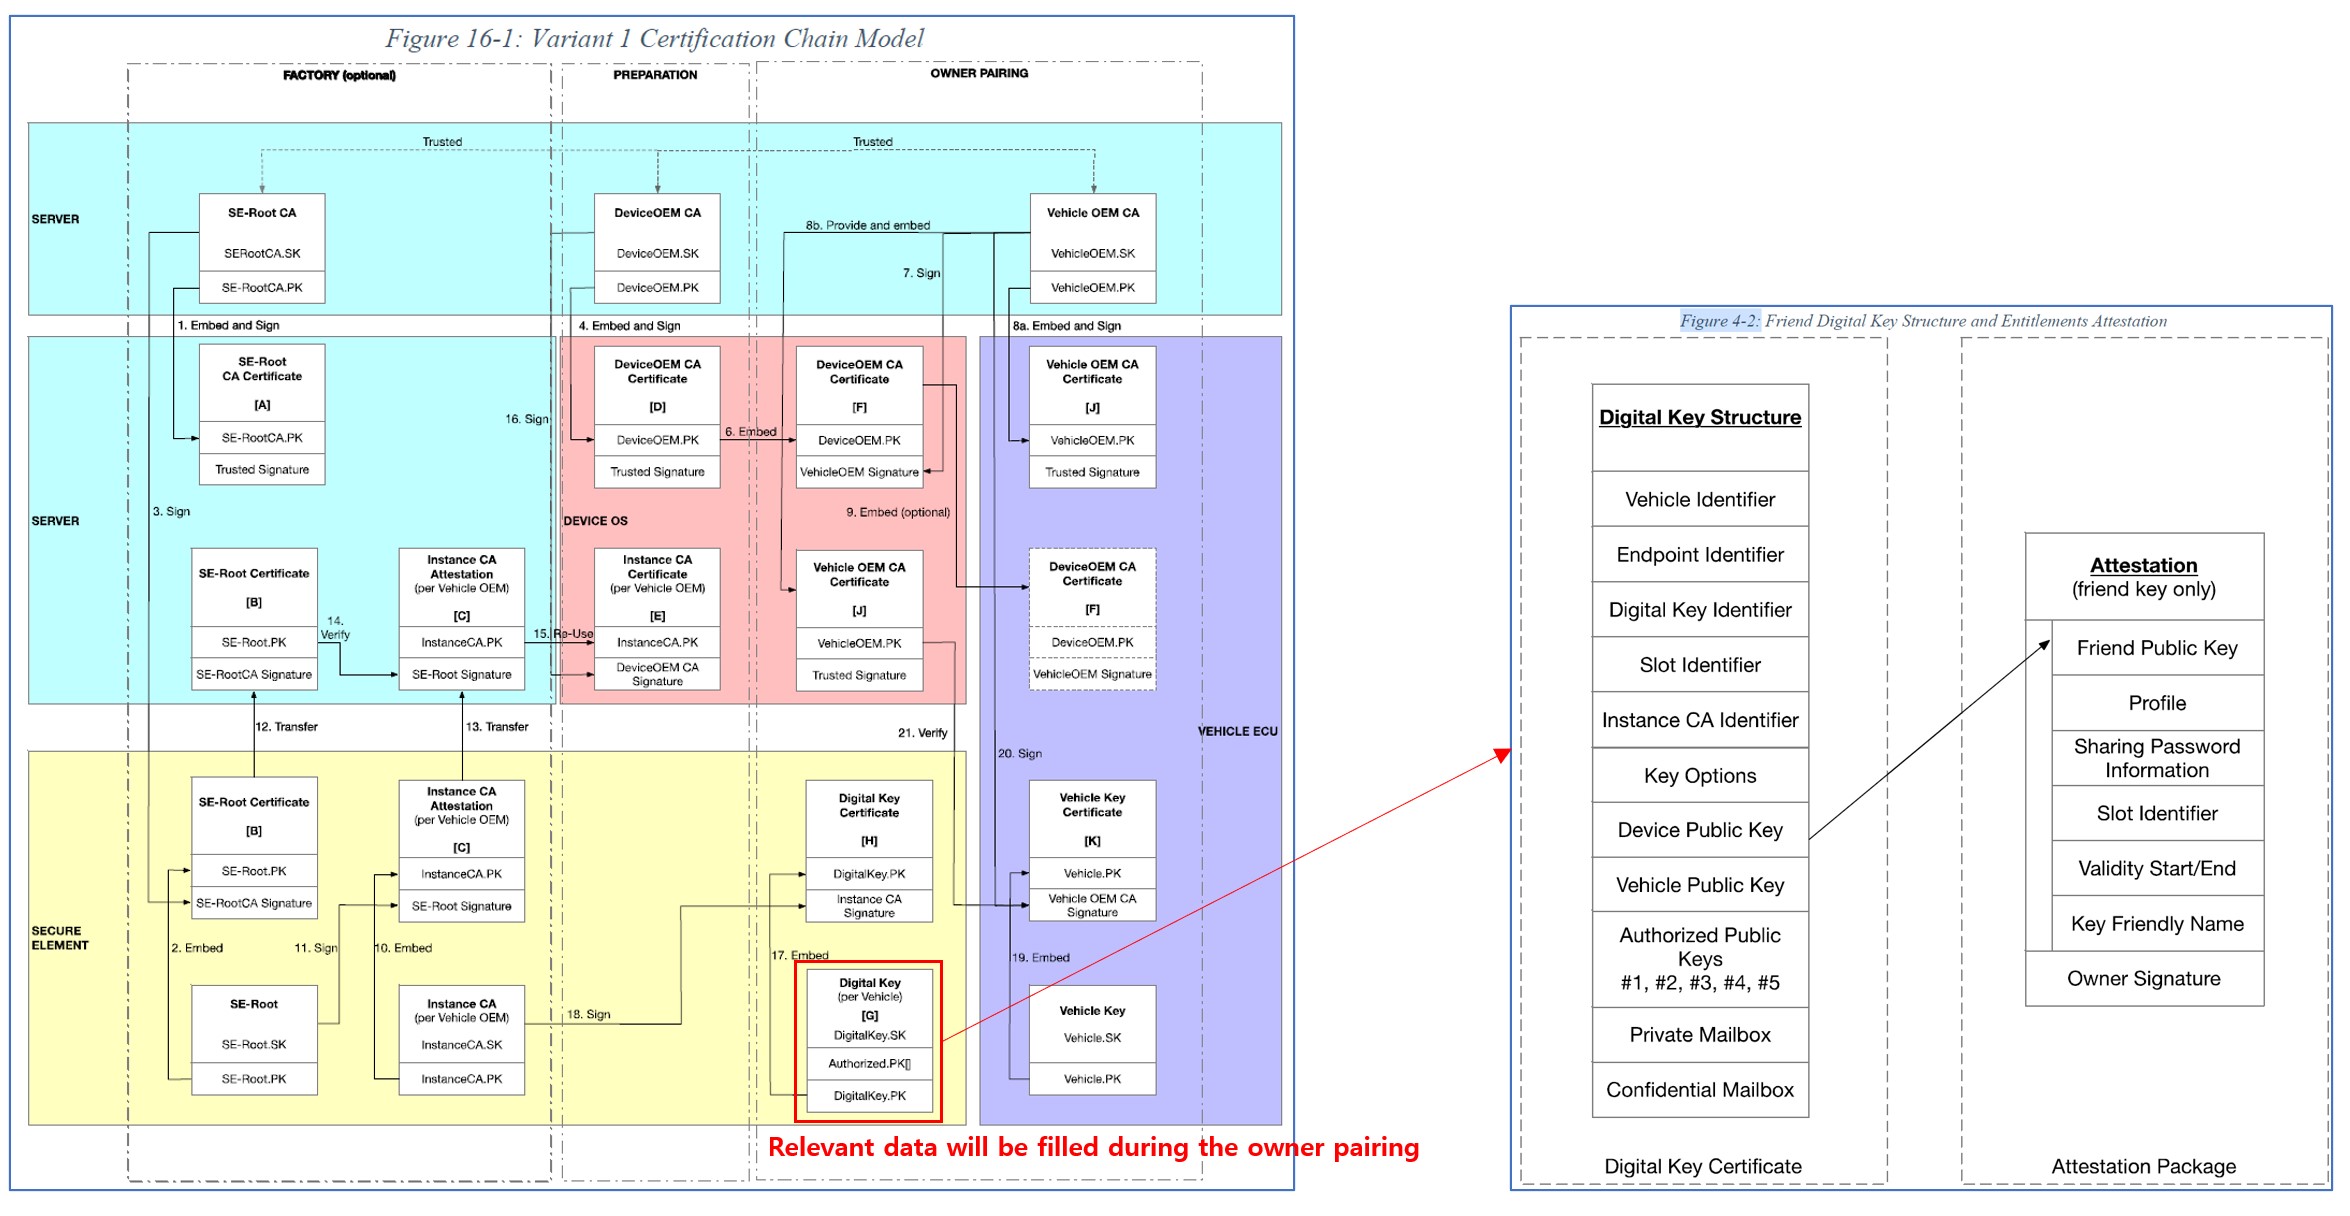 Figure 16-1: Variant 1 Certification Chain Model
FACTORY (optional)
PREPARATION
OWNER PAIRING
Trusted
Trusted
SERVER
SE-Root CA
SERootCA.SK
SE-RootCA.PK
DeviceOEM CA
DeviceOEM.SK
DeviceOEM.PK
8b. Provide and embed
7. Sign
Vehicle OEM CA
VehicleOEM.SK
VehicleOEM.PK
1. Embed and Sign
4. Embed and Sign
8a. Embed and Sign
SE-Root
CA Certificate
[A]
SE-RootCA.PK
Trusted Signature
16. Sign
DeviceOEM CA
Certificate
[D]
DeviceOEM.PK
Trusted Signature
6. Embed
DeviceOEM CA
Certificate
[F]
DeviceOEM.PK
VehicleOEM Signature
Vehicle OEM CA
Certificate
[J]
VehicleOEM.PK
Trusted Signature
3. Sign
9. Embed (optional)
SERVER
DEVICE OS
SE-Root Certificate
[B]
SE-Root.PK
SE-RootCA Signature
14.
Verify
Instance CA
Attestation
(per Vehicle OEM)
[C]
InstanceCA.PK
SE-Root Signature
15. Re-Use
Instance CA
Certificate
(per Vehicle OEM)
[E]
InstanceCA.PK
DeviceOEM CA
Signature
Vehicle OEM CA
Certificate
[J]
VehicleOEM.PK
Trusted Signature
DeviceOEM CA
Certificate
[F]
DeviceOEM.PK
VehicleOEM Signature
12. Transfer
13. Transfer
21. Verify
20. Sign
VEHICLE ECU
SE-Root Certificate
[B]
SE-Root.PK
SE-RootCA Signature
Instance CA
Attestation
(per Vehicle OEM)
[C]
InstanceCA.PK
SE-Root Signature
Digital Key
Certificate
[H]
DigitalKey.PK
Instance CA
Signature
Vehicle Key
Certificate
[K]
Vehicle.PK
Vehicle OEM CA
Signature
SECURE
ELEMENT
2. Embed
11. Sign
10. Embed
17. Embed
19. Embed
SE-Root
SE-Root.SK
SE-Root.PK
Instance CA
(per Vehicle OEM)
InstanceCA.SK
InstanceCA.PK
18. Sign
Digital Key
(per Vehicle)
[G]
DigitalKey.SK
Authorized.PK[]
DigitalKey.PK
Vehicle Key
Vehicle.SK
Vehicle.PK
Relevant data will be filled during the owner pairing
Figure 4-2: Friend Digital Key Structure and Entitlements Attestation
Digital Key Structure
Vehicle Identifier
Endpoint Identifier
Digital Key Identifier
Slot Identifier
Instance CA Identifier
Key Options
Device Public Key
Vehicle Public Key
Authorized Public
Keys
#1, #2, #3, #4, #5
Private Mailbox
Confidential Mailbox
Digital Key Certificate
Attestation
(friend key only)
Friend Public Key
Profile
Sharing Password
Information
Slot Identifier
Validity Start/End
Key Friendly Name
Owner Signature
Attestation Package